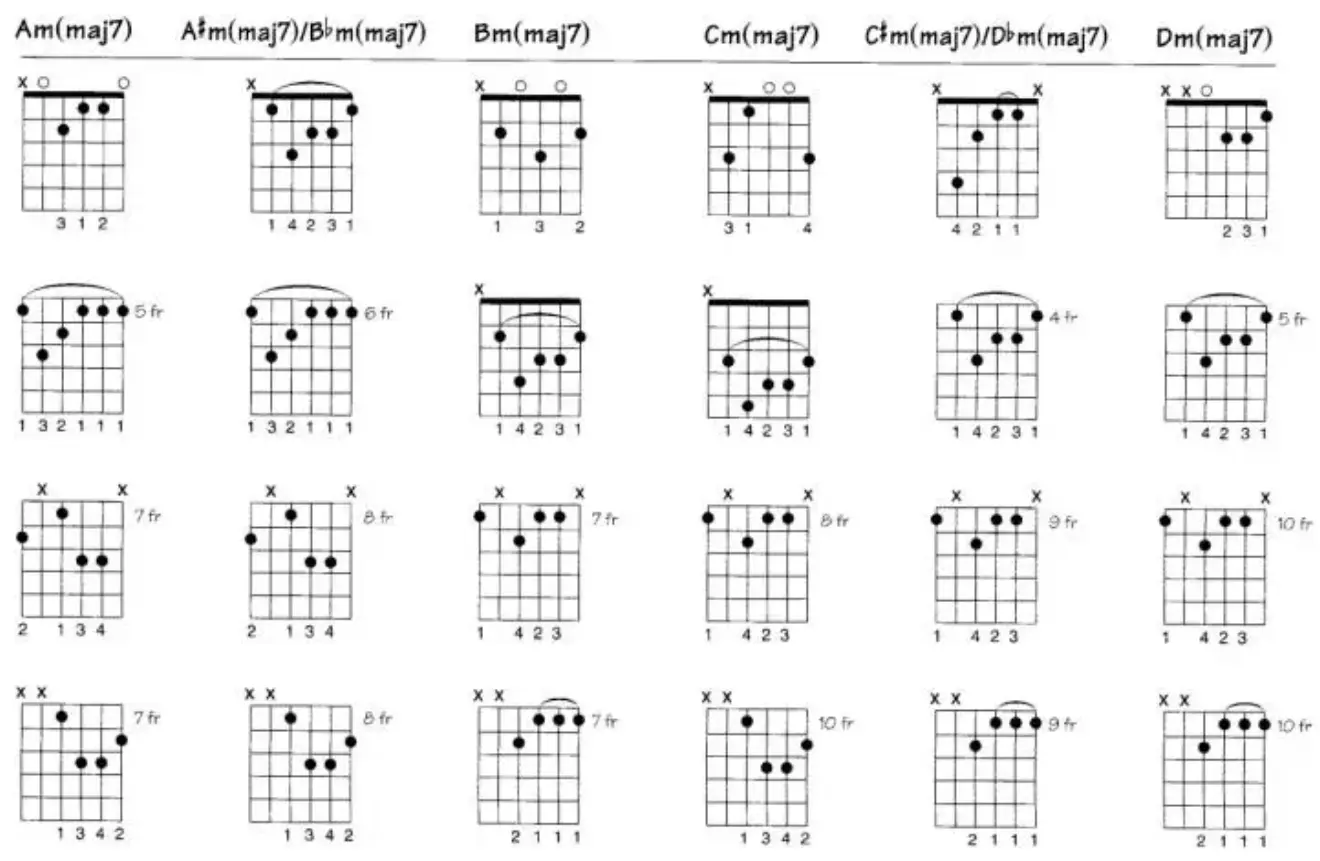 Am(maj7) A♯m(maj7)/B♭m(maj7) Bm(maj7) Cm(maj7) C♯m(maj7)/D♭m(maj7) Dm(maj7)
x o o x x o o x o o x x x x o
3 1 2 1 4 2 3 1 1 3 2 3 1 4 4 2 1 1 2 3 1
x x
5 fr 6 fr 4 fr 5 fr
1 3 2 1 1 1 1 3 2 1 1 1 1 4 2 3 1 1 4 2 3 1 1 4 2 3 1 1 4 2 3 1
x x x x x x x x x x x x
7 fr 8 fr 7 fr 8 fr 9 fr 10 fr
2 1 3 4 2 1 3 4 1 4 2 3 1 4 2 3 1 4 2 3 1 4 2 3
x x x x x x x x x x x x
7 fr 8 fr 7 fr 10 fr 9 fr 10 fr
1 3 4 2 1 3 4 2 2 1 1 1 1 3 4 2 2 1 1 1 2 1 1 1